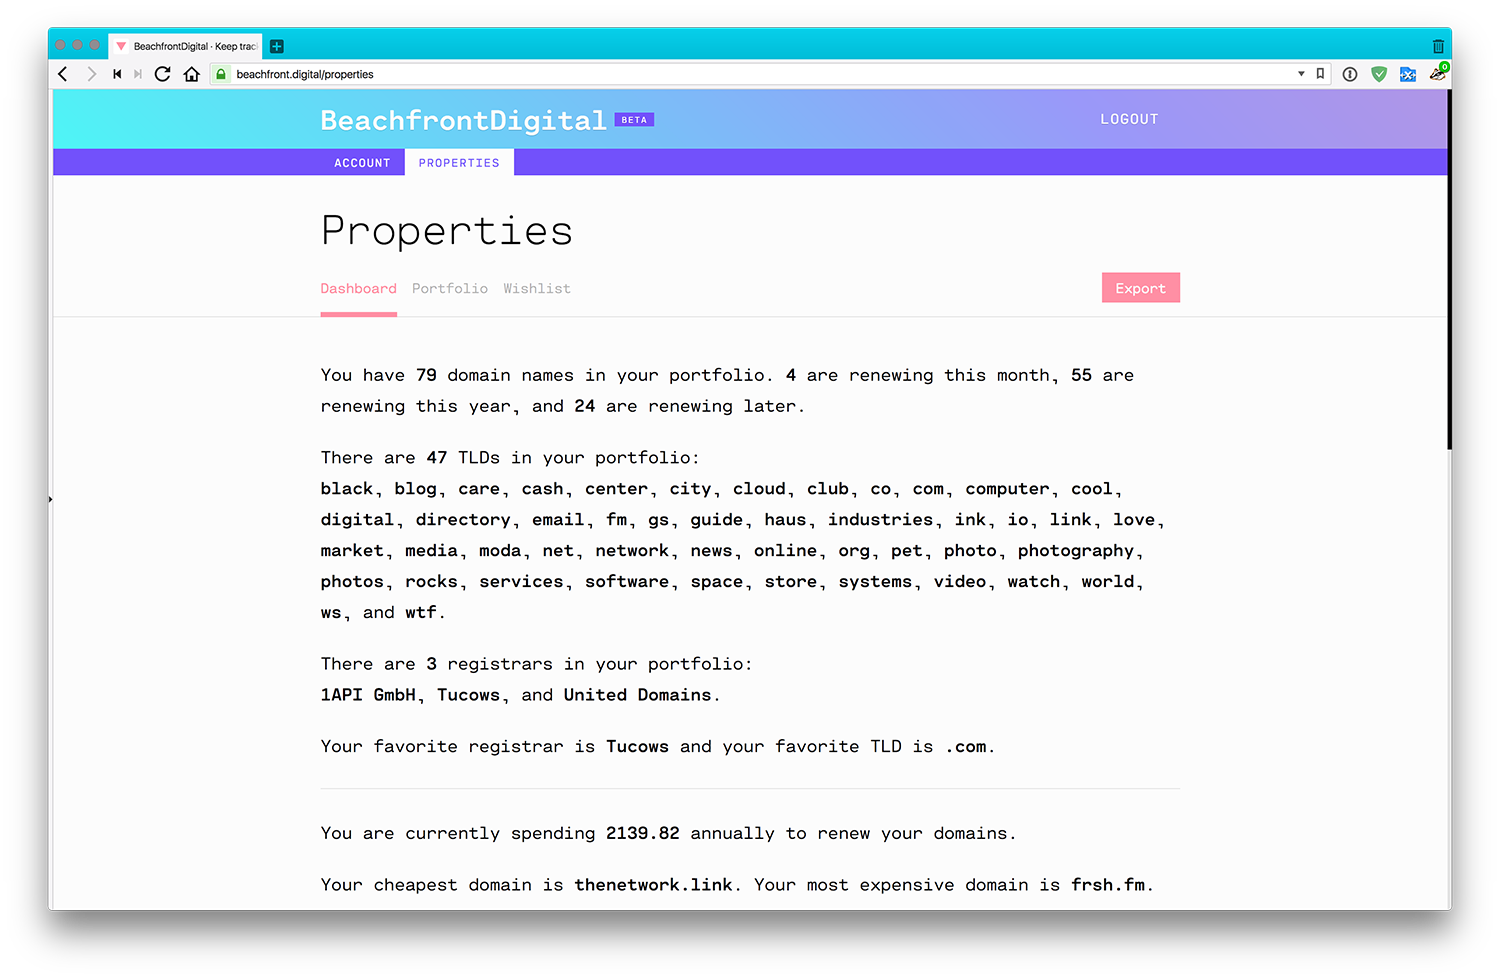 BeachfrontDigital · Keep trac
beachfront.digital/properties
0
BeachfrontDigital BETA
LOGOUT
ACCOUNT PROPERTIES
Properties
Dashboard Portfolio Wishlist
Export
You have 79 domain names in your portfolio. 4 are renewing this month, 55 are
renewing this year, and 24 are renewing later.
There are 47 TLDs in your portfolio:
black, blog, care, cash, center, city, cloud, club, co, com, computer, cool,
digital, directory, email, fm, gs, guide, haus, industries, ink, io, link, love,
market, media, moda, net, network, news, online, org, pet, photo, photography,
photos, rocks, services, software, space, store, systems, video, watch, world,
ws, and wtf.
There are 3 registrars in your portfolio:
1API GmbH, Tucows, and United Domains.
Your favorite registrar is Tucows and your favorite TLD is .com.
You are currently spending 2139.82 annually to renew your domains.
Your cheapest domain is thenetwork.link. Your most expensive domain is frsh.fm.